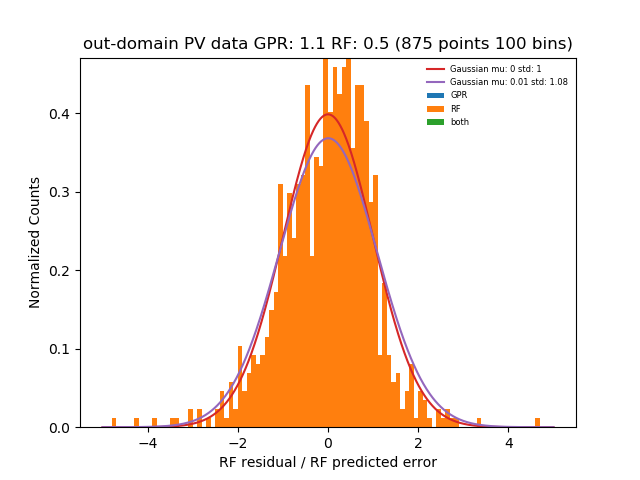 out-domain PV data GPR: 1.1 RF: 0.5 (875 points 100 bins)
Gaussian mu: 0 std: 1
Gaussian mu: 0.01 std: 1.08
GPR
RF
both
Normalized Counts
0.4
0.3
0.2
0.1
0.0
−4
−2
0
2
4
RF residual / RF predicted error